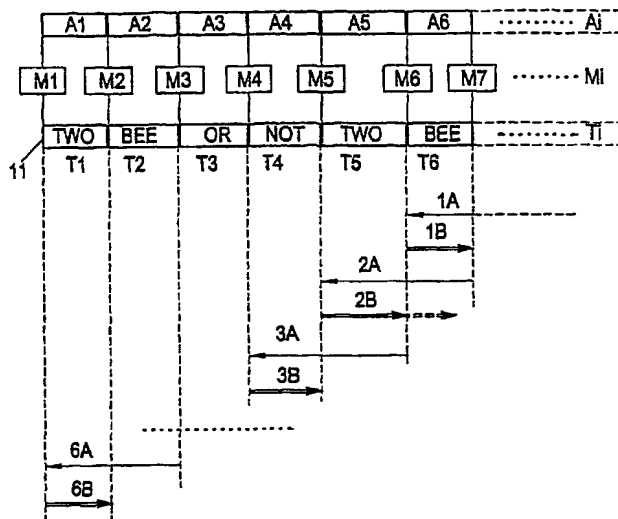 A1 A2 A3 A4 A5 A6 Ai
M1 M2 M3 M4 M5 M6 M7 Mi
TWO BEE OR NOT TWO BEE Ti
11 T1 T2 T3 T4 T5 T6
1A
1B
2A
2B
3A
3B
6A
6B